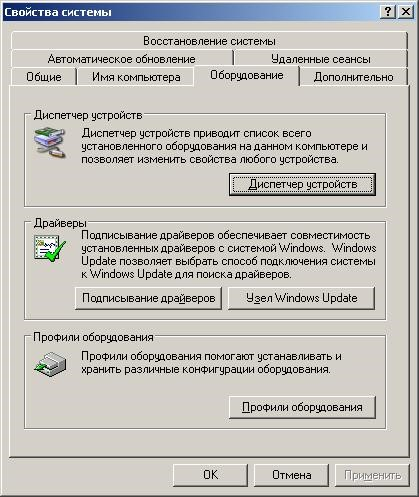 Свойства системы
Восстановление системы
Автоматическое обновление
Удаленные сеансы
Общие
Имя компьютера
Оборудование
Дополнительно
Диспетчер устройств
Диспетчер устройств приводит список всего
установленного оборудования на данном компьютере и
позволяет изменить свойства любого устройства.
Диспетчер устройств
Драйверы
Подписывание драйверов обеспечивает совместимость
установленных драйверов с системой Windows. Windows
Update позволяет выбрать способ подключения системы
к Windows Update для поиска драйверов.
Подписывание драйверов
Узел Windows Update
Профили оборудования
Профили оборудования помогают устанавливать и
хранить различные конфигурации оборудования.
Профили оборудования
OK
Отмена
Применить